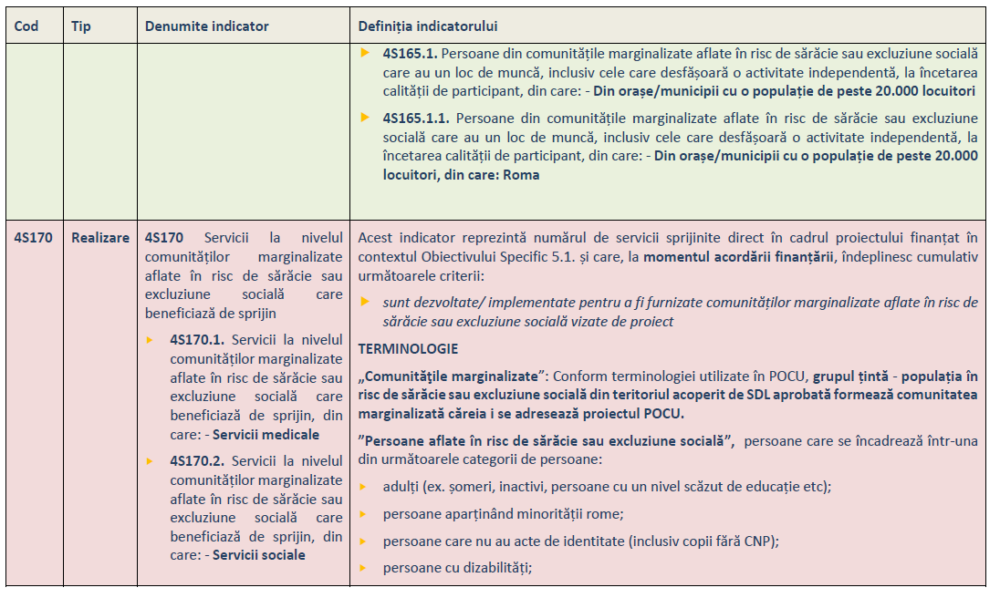 Cod Tip Denumite indicator Definiția indicatorului
4S165.1. Persoane din comunitățile marginalizate aflate în risc de sărăcie sau excluziune socială
care au un loc de muncă, inclusiv cele care desfășoară o activitate independentă, la încetarea
calității de participant, din care: - Din orașe/municipii cu o populație de peste 20.000 locuitori
4S165.1.1. Persoane din comunitățile marginalizate aflate în risc de sărăcie sau excluziune
socială care au un loc de muncă, inclusiv cele care desfășoară o activitate independentă, la
încetarea calității de participant, din care: - Din orașe/municipii cu o populație de peste 20.000
locuitori, din care: Roma
4S170 Realizare
4S170 Servicii la nivelul
comunităților marginalizate
aflate în risc de sărăcie sau
excluziune socială care
beneficiază de sprijin
4S170.1. Servicii la nivelul
comunităților marginalizate
aflate în risc de sărăcie sau
excluziune socială care
beneficiază de sprijin, din
care: - Servicii medicale
4S170.2. Servicii la nivelul
comunităților marginalizate
aflate în risc de sărăcie sau
excluziune socială care
beneficiază de sprijin, din
care: - Servicii sociale
Acest indicator reprezintă numărul de servicii sprijinite direct în cadrul proiectului finanțat în
contextul Obiectivului Specific 5.1. și care, la momentul acordării finanțării, îndeplinesc cumulativ
următoarele criterii:
sunt dezvoltate/ implementate pentru a fi furnizate comunităților marginalizate aflate în risc de
sărăcie sau excluziune socială vizate de proiect
TERMINOLOGIE
„Comunităţile marginalizate”: Conform terminologiei utilizate în POCU, grupul țintă - populația în
risc de sărăcie sau excluziune socială din teritoriul acoperit de SDL aprobată formează comunitatea
marginalizată căreia i se adresează proiectul POCU.
”Persoane aflate în risc de sărăcie sau excluziune socială”, persoane care se încadrează într-una
din următoarele categorii de persoane:
adulți (ex. șomeri, inactivi, persoane cu un nivel scăzut de educație etc);
persoane aparținând minorității rome;
persoane care nu au acte de identitate (inclusiv copii fără CNP);
persoane cu dizabilități;